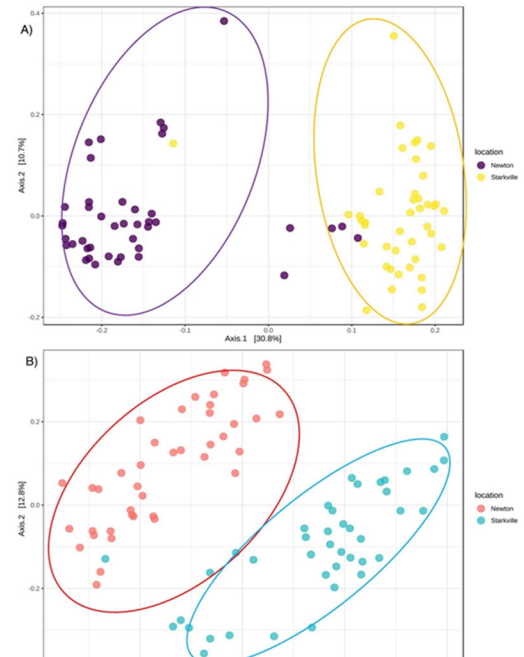 A)
0.4
0.2
0.0
-0.2
Axis.2 [10.7%]
-0.2
-0.1
0.0
0.1
0.2
Axis.1 [30.8%]
location
Newton
Starkville
B)
0.2
0.0
-0.2
Axis.2 [12.8%]
location
Newton
Starkville